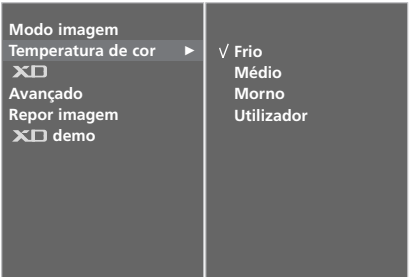 Modo imagem
Temperatura de cor ►
XD
Avançado
Repor imagem
XD demo
√ Frio
Médio
Morno
Utilizador